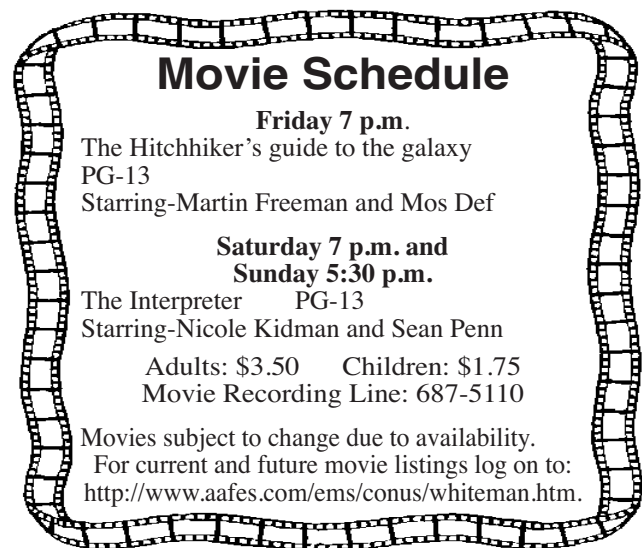 Movie Schedule
Friday 7 p.m.
The Hitchhiker's guide to the galaxy
PG-13
Starring-Martin Freeman and Mos Def
Saturday 7 p.m. and
Sunday 5:30 p.m.
The Interpreter PG-13
Starring-Nicole Kidman and Sean Penn
Adults: $3.50 Children: $1.75
Movie Recording Line: 687-5110
Movies subject to change due to availability.
For current and future movie listings log on to:
http://www.aafes.com/ems/conus/whiteman.htm.